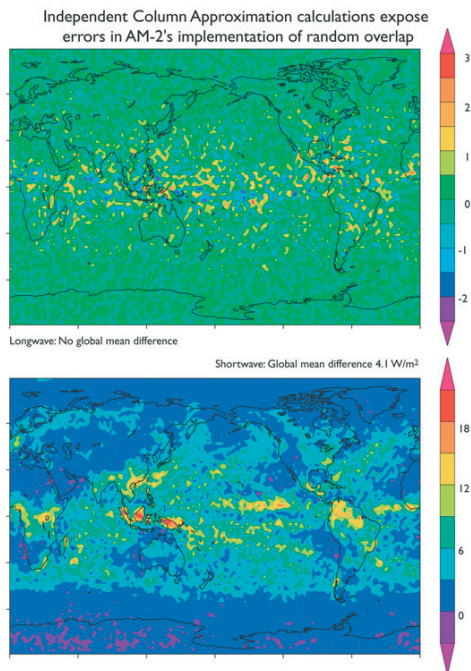 Independent Column Approximation calculations expose
errors in AM-2's implementation of random overlap
3
2
1
0
-1
-2
Longwave: No global mean difference
Shortwave: Global mean difference 4.1 W/m²
18
12
6
0